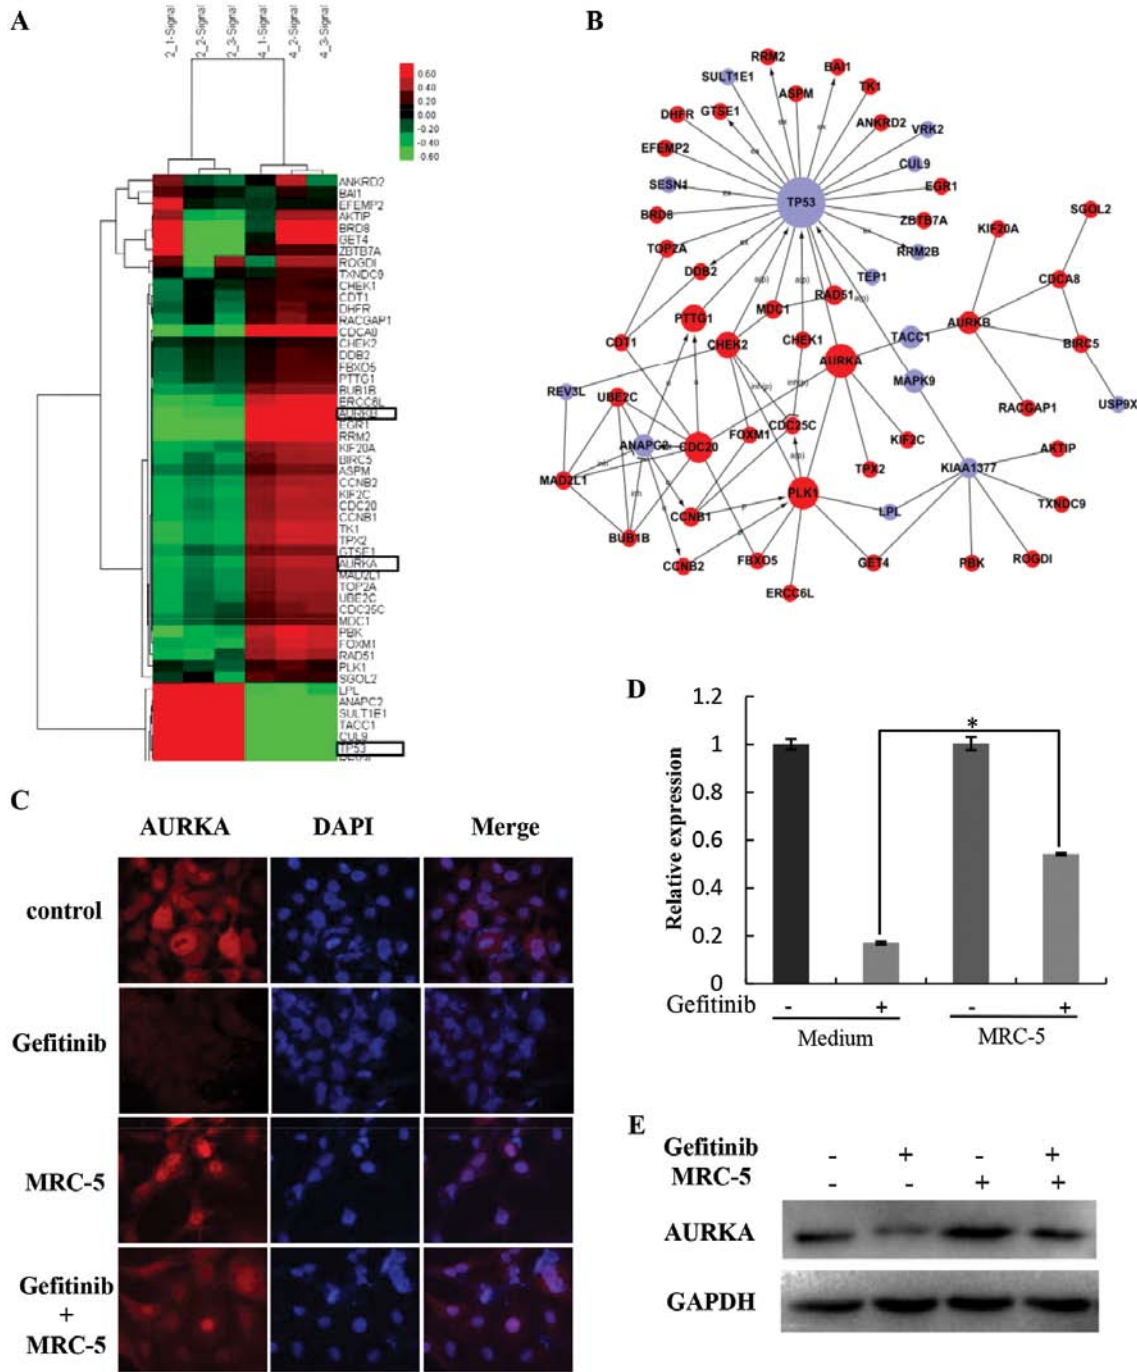 A
2_1-Signal
2_2-Signal
2_3-Signal
4_1-Signal
4_2-Signal
4_3-Signal
0.60
0.40
0.20
0.00
-0.20
-0.40
-0.60
ANKRD2
BAI1
EFEMP2
AKTIP
BRD8
GET4
ZBTB7A
ROGDI
TXNDC9
CHEK1
CDT1
DHFR
RACGAP1
CDCA8
CHEK2
DDB2
FBXO5
PTTG1
BUB1B
ERCC6L
AURKB
EGR1
RRM2
KIF20A
BIRC5
ASPM
CCNB2
KIF2C
CDC20
CCNB1
TK1
TPX2
GTSE1
AURKA
MAD2L1
TOP2A
UBE2C
CDC25C
MDC1
PBK
FOXM1
RAD51
PLK1
SGOL2
LPL
ANAPC2
SULT1E1
TACC1
CUL9
TP53
B
RRM2
BAI1
SULT1E1
ASPM
TK1
GTSE1
DHFR
ANKRD2
VRK2
EFEMP2
CUL9
SESN1
EGR1
TP53
BRD8
ZBTB7A
SGOL2
KIF20A
TOP2A
RRM2B
DDB2
TEP1
CDCA8
RAD51
MDC1
PTTG1
AURKB
TACC1
CDT1
CHEK2
CHEK1
BIRC5
AURKA
MAPK9
REV3L
UBE2C
USP9X
RACGAP1
CDC25C
FOXM1
ANAPC2
CDC20
KIF2C
AKTIP
MAD2L1
TPX2
KIAA1377
PLK1
TXNDC9
LPL
CCNB1
BUB1B
CCNB2
FBXO5
GET4
PBK
ROGDI
ERCC6L
C
AURKA DAPI Merge
control
Gefitinib
MRC-5
Gefitinib
+
MRC-5
D
Relative expression
1.2
1
0.8
0.6
0.4
0.2
0
*
Gefitinib - + - +
Medium MRC-5
E
Gefitinib - + - +
MRC-5 - - + +
AURKA
GAPDH